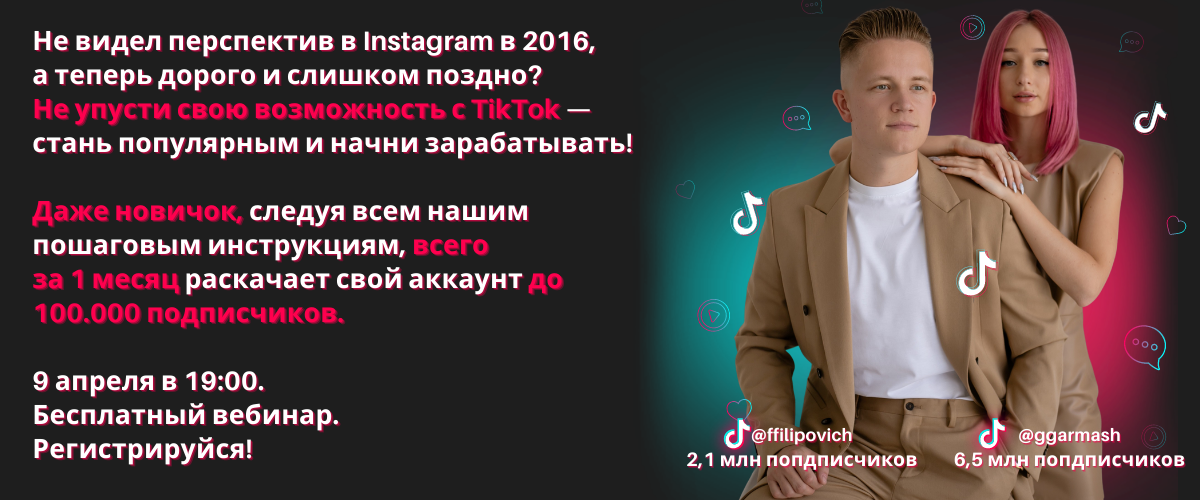 Не видел перспектив в Instagram в 2016,
а теперь дорого и слишком поздно?
Не упусти свою возможность с TikTok —
стань популярным и начни зарабатывать!
Даже новичок, следуя всем нашим
пошаговым инструкциям, всего
за 1 месяц раскачает свой аккаунт до
100.000 подписчиков.
9 апреля в 19:00.
Бесплатный вебинар.
Регистрируйся!
@ffilipovich
2,1 млн попдписчиков
@ggarmash
6,5 млн попдписчиков